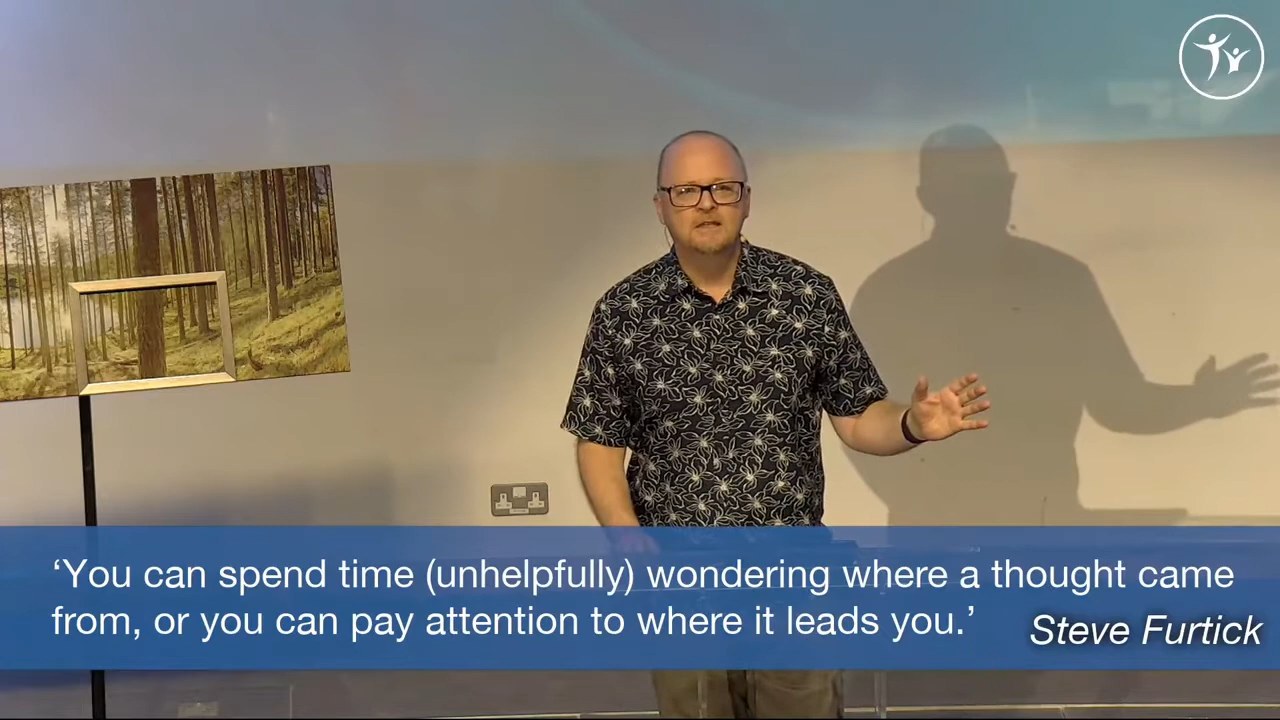 ‘You can spend time (unhelpfully) wondering where a thought came
from, or you can pay attention to where it leads you.’
Steve Furtick